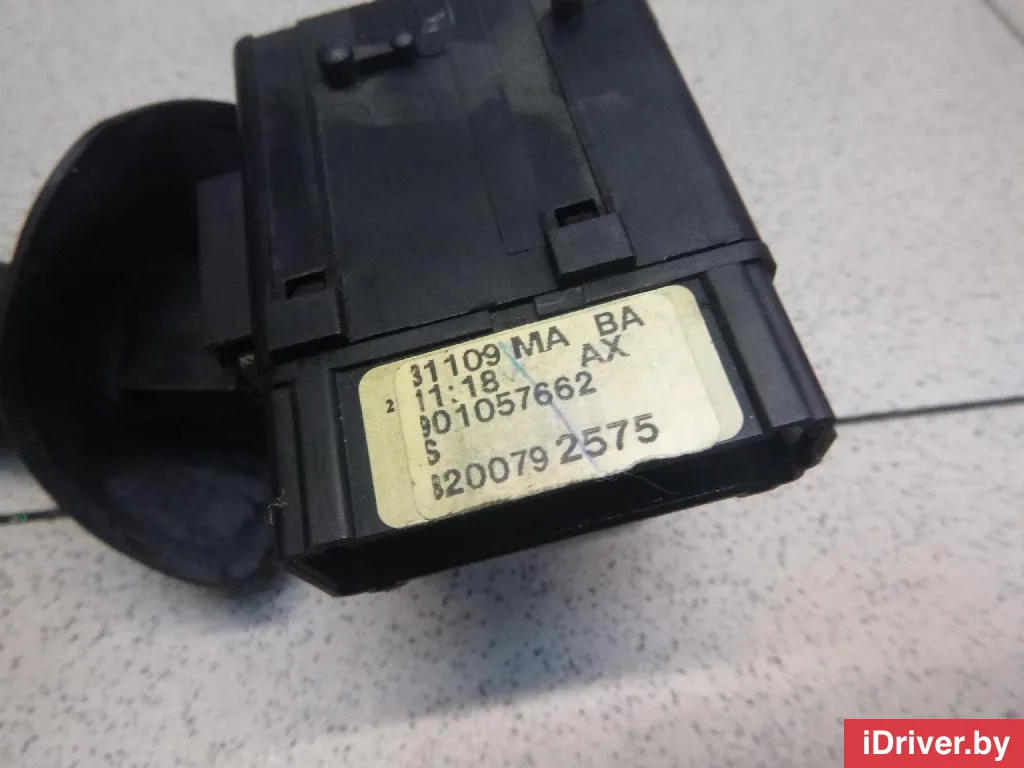 31109 MA BA
2 11:18 AX
901057662
S
8200792575
iDriver.by